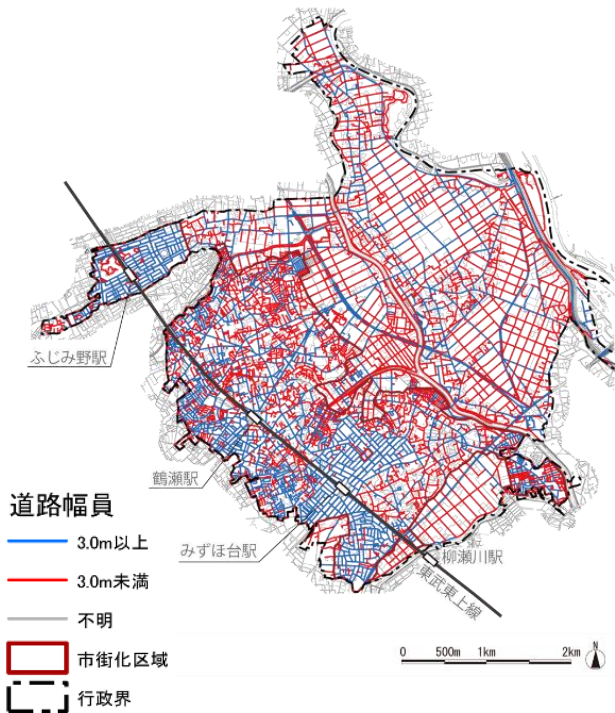 ふじみ野駅
鶴瀬駅
みずほ台駅
柳瀬川駅
東武東上線
道路幅員
3.0m以上
3.0m未満
不明
市街化区域
行政界
0 500m 1km 2km
N